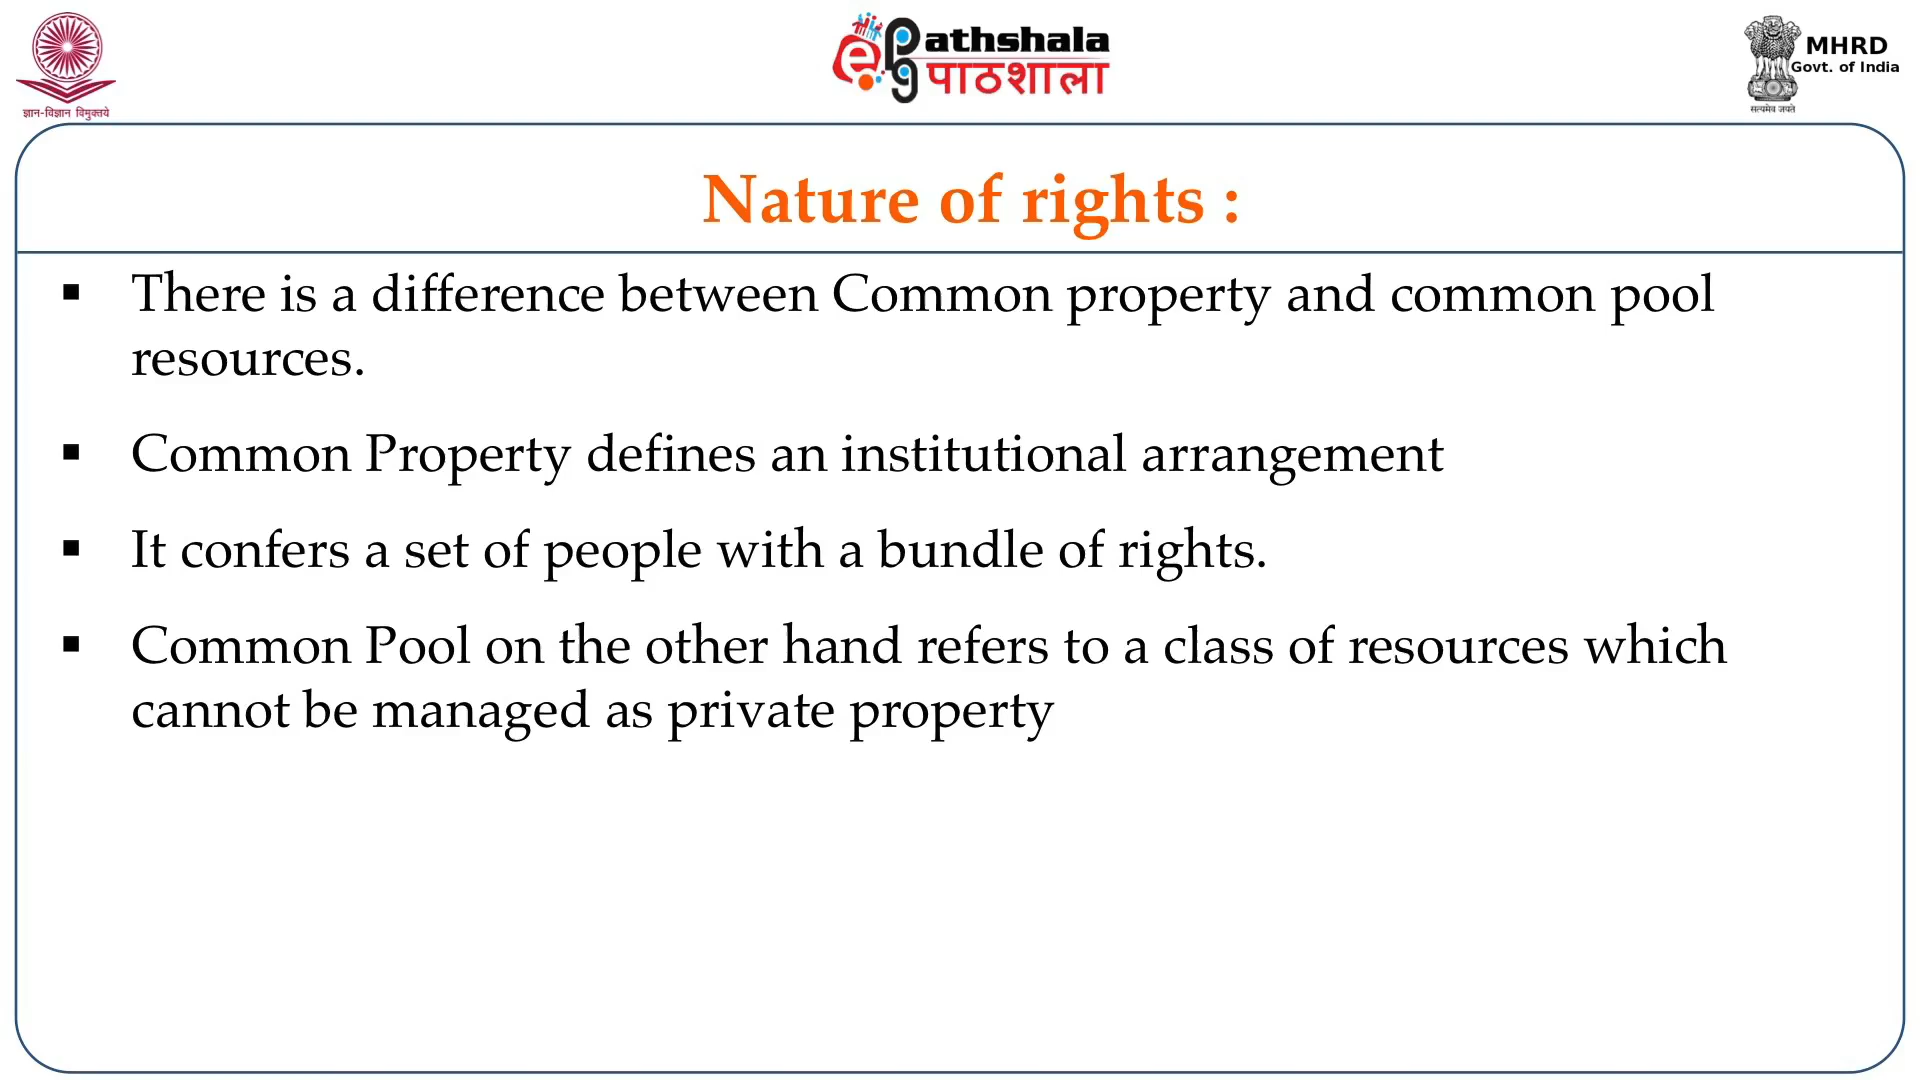 ज्ञान-विज्ञान विमुक्तये
e
pg
Pathshala
पाठशाला
MHRD
Govt. of India
सत्यमेव जयते
Nature of rights :
▪ There is a difference between Common property and common pool
resources.
▪ Common Property defines an institutional arrangement
▪ It confers a set of people with a bundle of rights.
▪ Common Pool on the other hand refers to a class of resources which
cannot be managed as private property